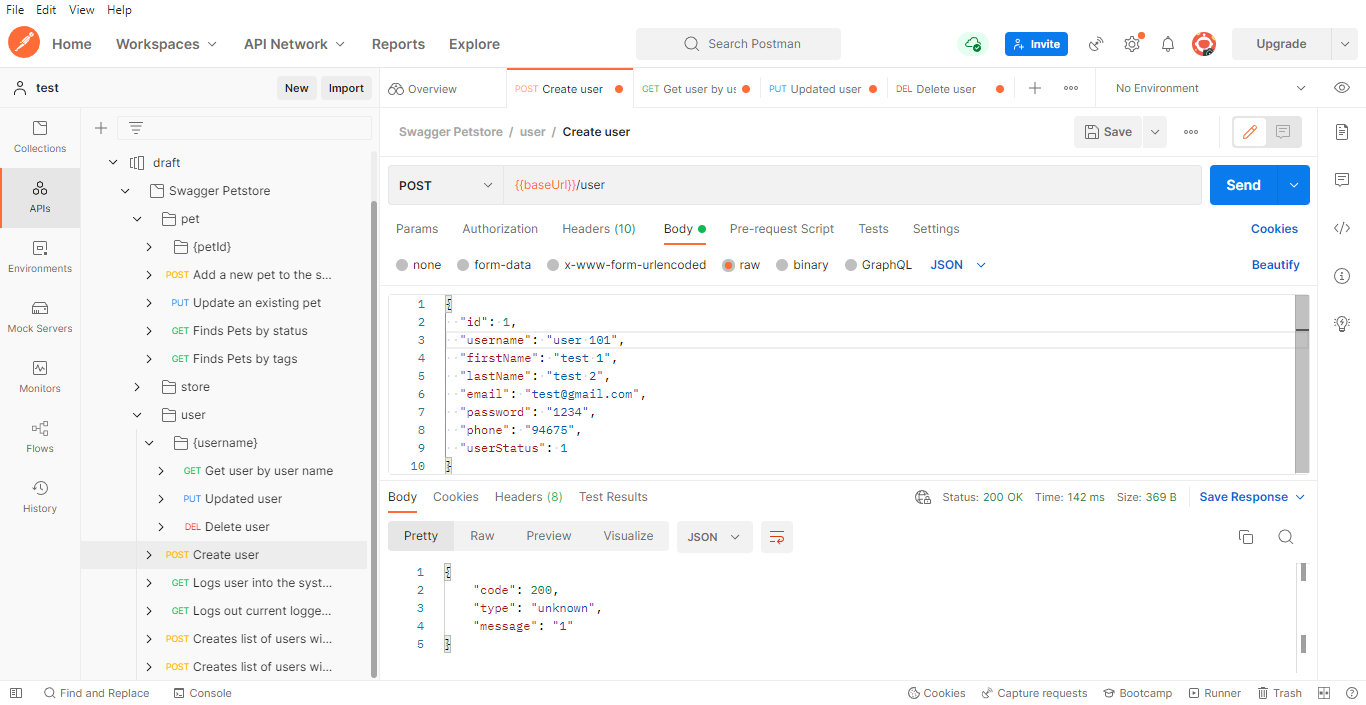 File Edit View Help
Home Workspaces API Network Reports Explore Search Postman Invite Upgrade
test New Import Overview POST Create user GET Get user by us PUT Updated user DEL Delete user No Environment
Collections
APIs
Environments
Mock Servers
Monitors
Flows
History
draft
Swagger Petstore
pet
{petId}
POST Add a new pet to the s...
PUT Update an existing pet
GET Finds Pets by status
GET Finds Pets by tags
store
user
{username}
GET Get user by user name
PUT Updated user
DEL Delete user
POST Create user
GET Logs user into the syst...
GET Logs out current logge...
POST Creates list of users wi...
POST Creates list of users wi...
Swagger Petstore / user / Create user Save
POST {{baseUrl}}/user Send
Params Authorization Headers (10) Body Pre-request Script Tests Settings Cookies
none form-data x-www-form-urlencoded raw binary GraphQL JSON Beautify
1 {
2 "id": 1,
3 "username": "user 101",
4 "firstName": "test 1",
5 "lastName": "test 2",
6 "email": "test@gmail.com",
7 "password": "1234",
8 "phone": "94675",
9 "userStatus": 1
10 }
Body Cookies Headers (8) Test Results Status: 200 OK Time: 142 ms Size: 369 B Save Response
Pretty Raw Preview Visualize JSON
1 {
2 "code": 200,
3 "type": "unknown",
4 "message": "1"
5 }
Find and Replace Console Cookies Capture requests Bootcamp Runner Trash